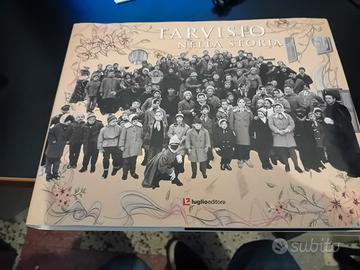 TARVISIO
NELLA STORIA
luglioeditore
subito